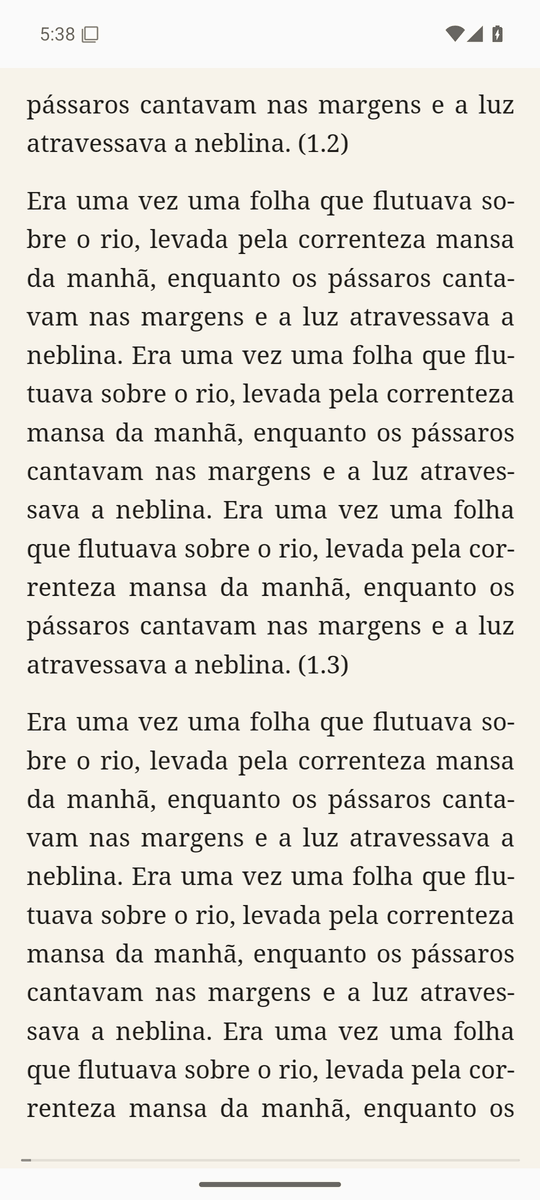 5:38
pássaros cantavam nas margens e a luz
atravessava a neblina. (1.2)
Era uma vez uma folha que flutuava so-
bre o rio, levada pela correnteza mansa
da manhã, enquanto os pássaros canta-
vam nas margens e a luz atravessava a
neblina. Era uma vez uma folha que flu-
tuava sobre o rio, levada pela correnteza
mansa da manhã, enquanto os pássaros
cantavam nas margens e a luz atraves-
sava a neblina. Era uma vez uma folha
que flutuava sobre o rio, levada pela cor-
renteza mansa da manhã, enquanto os
pássaros cantavam nas margens e a luz
atravessava a neblina. (1.3)
Era uma vez uma folha que flutuava so-
bre o rio, levada pela correnteza mansa
da manhã, enquanto os pássaros canta-
vam nas margens e a luz atravessava a
neblina. Era uma vez uma folha que flu-
tuava sobre o rio, levada pela correnteza
mansa da manhã, enquanto os pássaros
cantavam nas margens e a luz atraves-
sava a neblina. Era uma vez uma folha
que flutuava sobre o rio, levada pela cor-
renteza mansa da manhã, enquanto os